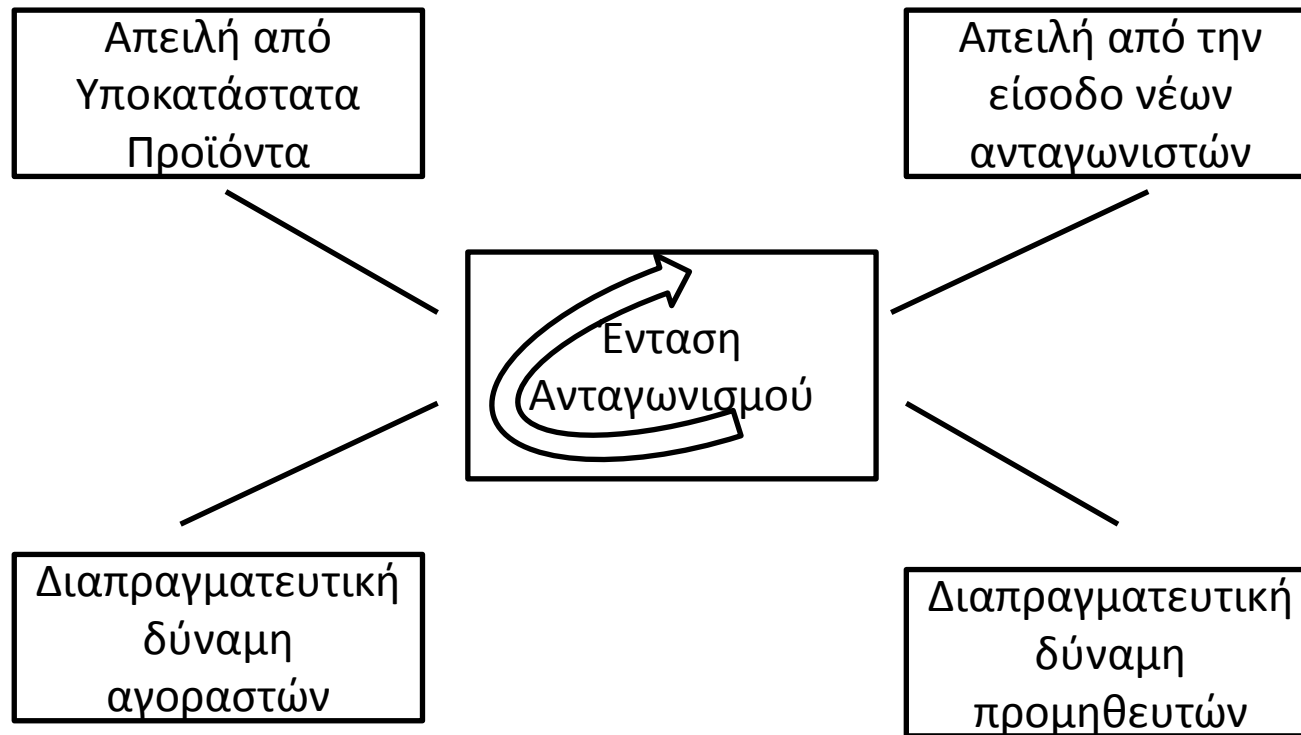 Απειλή από
Υποκατάστατα
Προϊόντα
Απειλή από την
είσοδο νέων
ανταγωνιστών
Ένταση
Ανταγωνισμού
Διαπραγματευτική
δύναμη
αγοραστών
Διαπραγματευτική
δύναμη
προμηθευτών